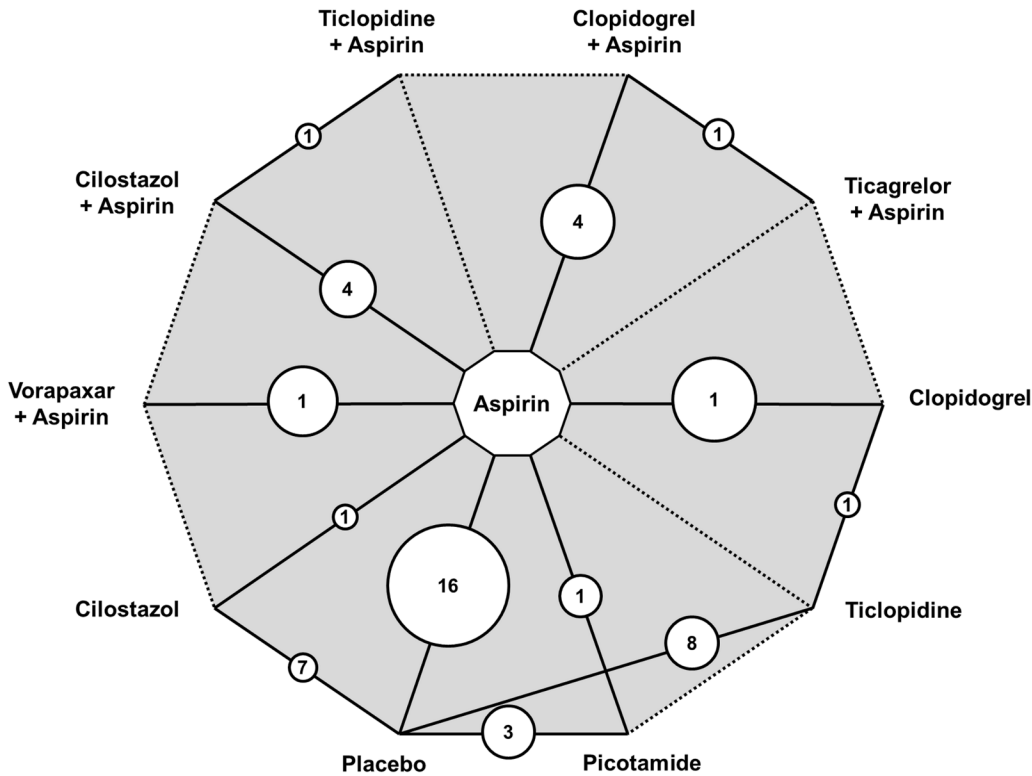 Ticlopidine
+ Aspirin
Clopidogrel
+ Aspirin
1
1
Cilostazol
+ Aspirin
Ticagrelor
+ Aspirin
4
4
Vorapaxar
+ Aspirin
1
Aspirin
1
Clopidogrel
1
1
16
1
Cilostazol
Ticlopidine
8
7
3
Placebo
Picotamide